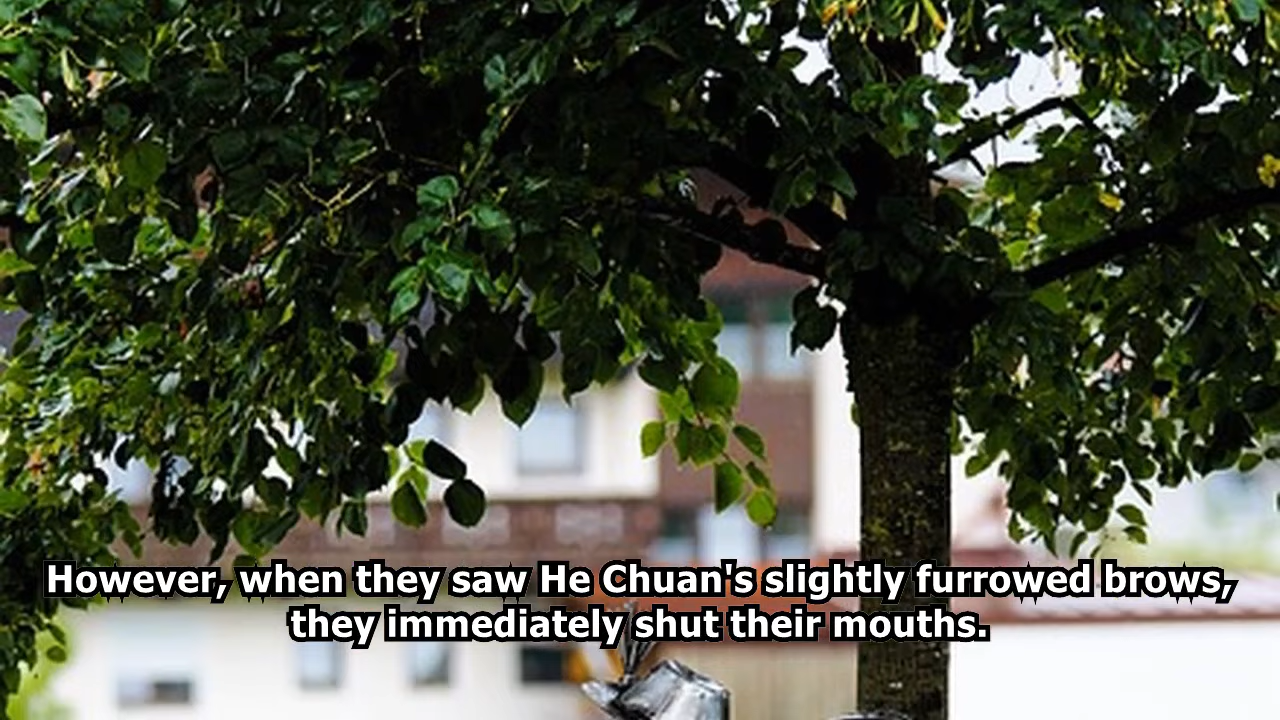 However, when they saw He Chuan's slightly furrowed brows,
they immediately shut their mouths.